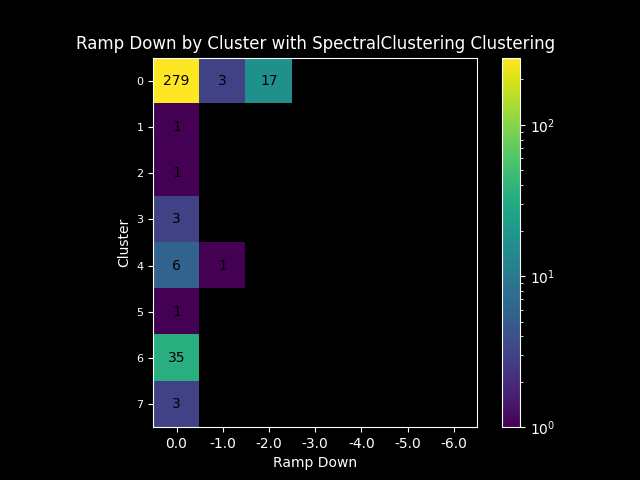 Ramp Down by Cluster with SpectralClustering Clustering
0 279 3 17
1 1
2 1
3 3
4 6 1
5 1
6 35
7 3
Cluster
0.0 -1.0 -2.0 -3.0 -4.0 -5.0 -6.0
Ramp Down
10²
10¹
10⁰